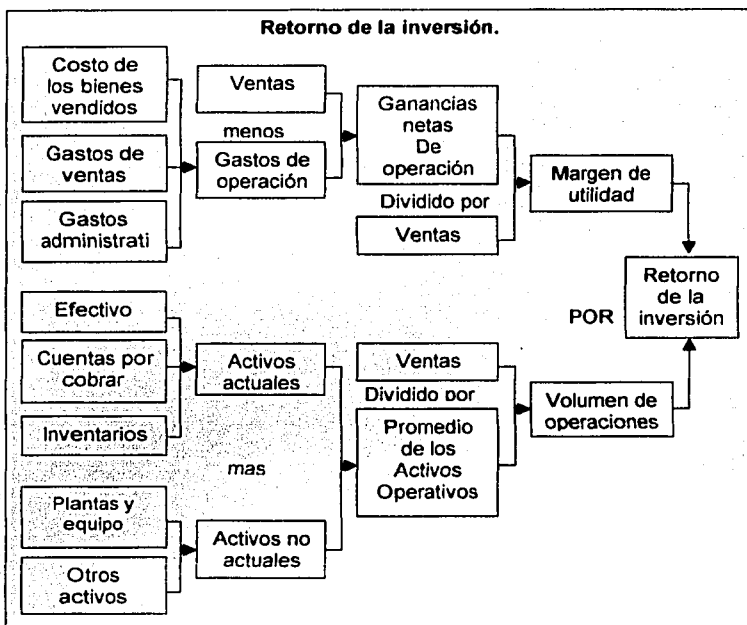 Retorno de la inversión.
Costo de
los bienes
vendidos
Ventas
Ganancias
netas
De
operación
menos
Gastos de
ventas
Gastos de
operación
Margen de
utilidad
Dividido por
Gastos
administrati
Ventas
Retorno
de la
inversión
POR
Efectivo
Cuentas por
cobrar
Activos
actuales
Ventas
Dividido por
Volumen de
operaciones
Inventarios
Promedio
de los
Activos
Operativos
mas
Plantas y
equipo
Activos no
actuales
Otros
activos